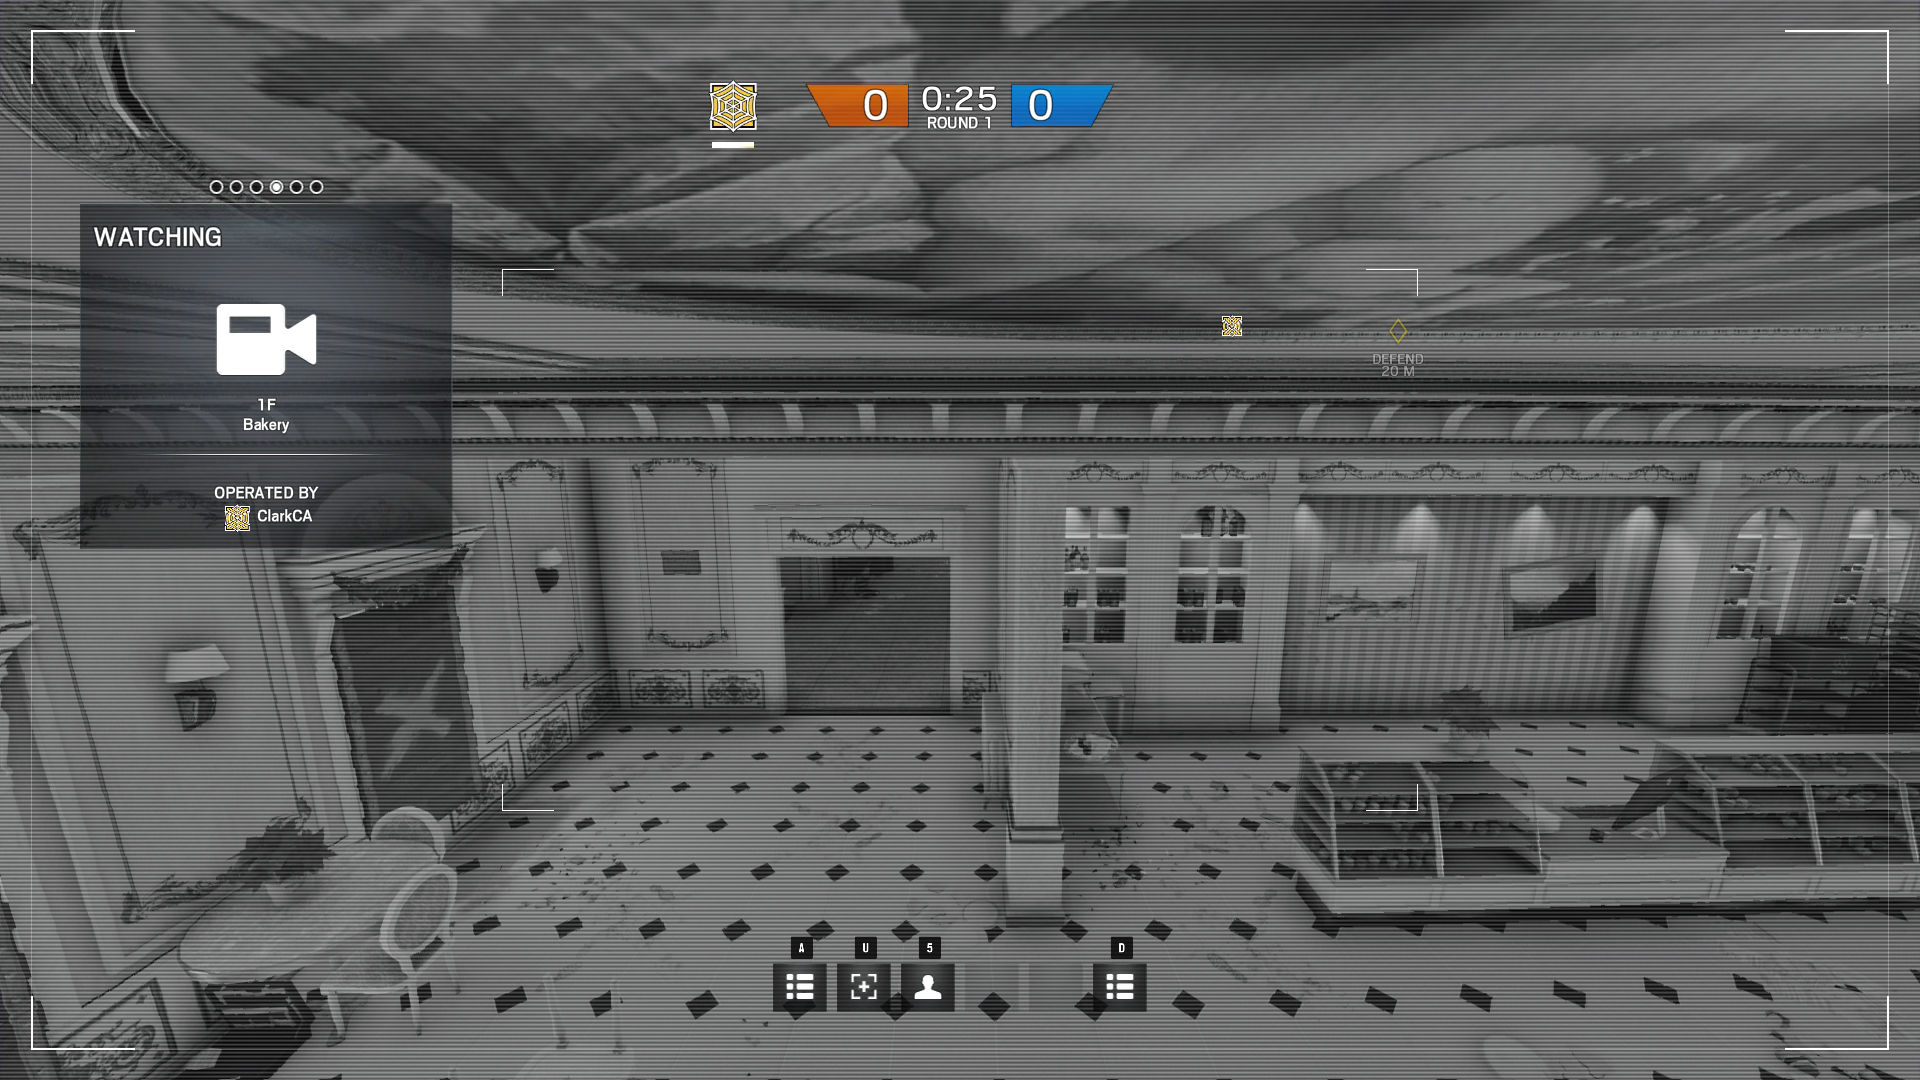 0 0:25 0
ROUND 1
WATCHING
1F
Bakery
OPERATED BY
ClarkCA
DEFEND
20 M
A U 5 D